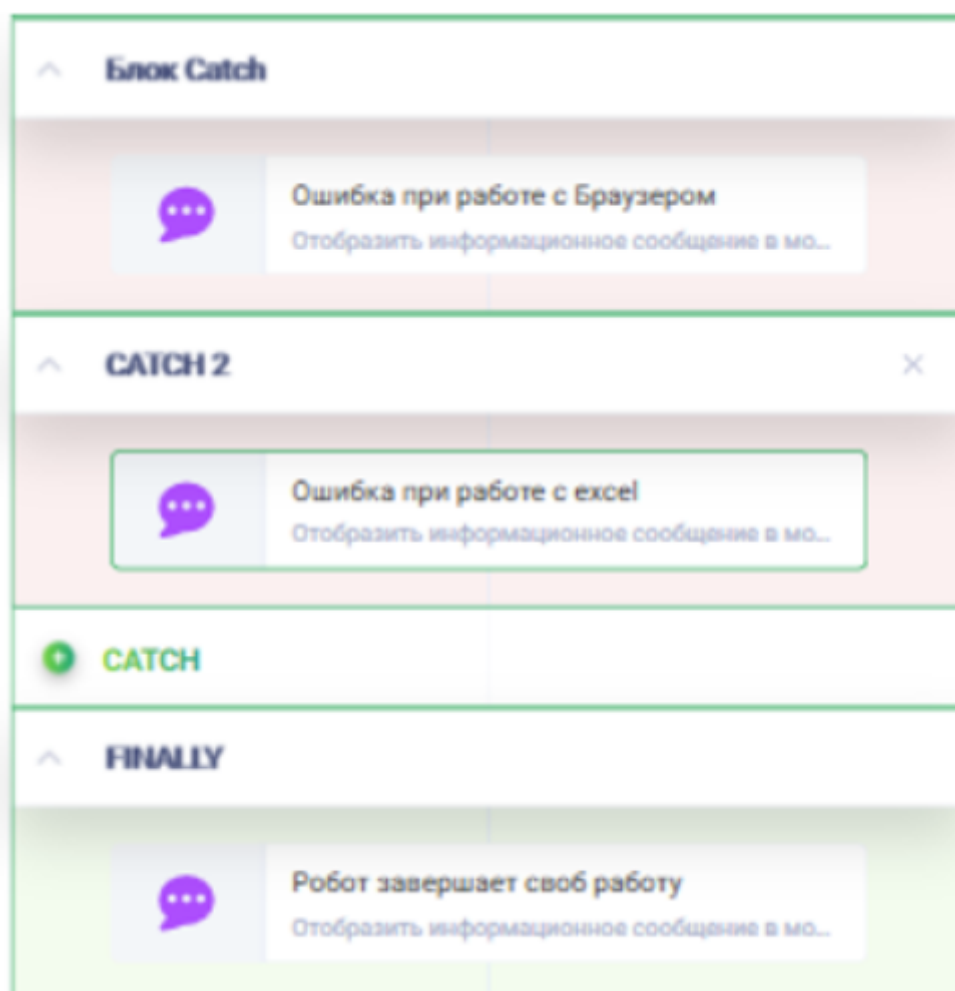 Блок Catch
Ошибка при работе с Браузером
Отобразить информационное сообщение в мо...
CATCH 2
Ошибка при работе с excel
Отобразить информационное сообщение в мо...
CATCH
FINALLY
Робот завершает своб работу
Отобразить информационное сообщение в мо...